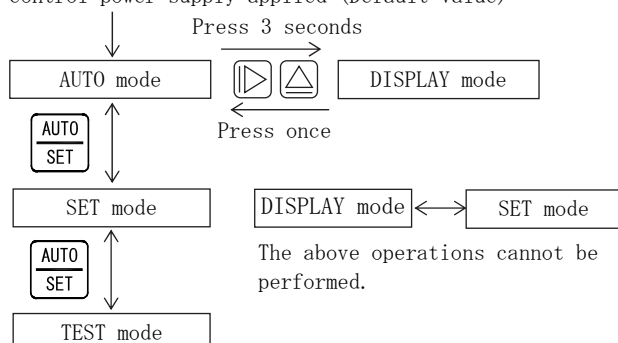 control power supply applied (Default value)
Press 3 seconds
AUTO mode
DISPLAY mode
Press once
AUTO
SET
SET mode
DISPLAY mode
SET mode
The above operations cannot be
performed.
AUTO
SET
TEST mode